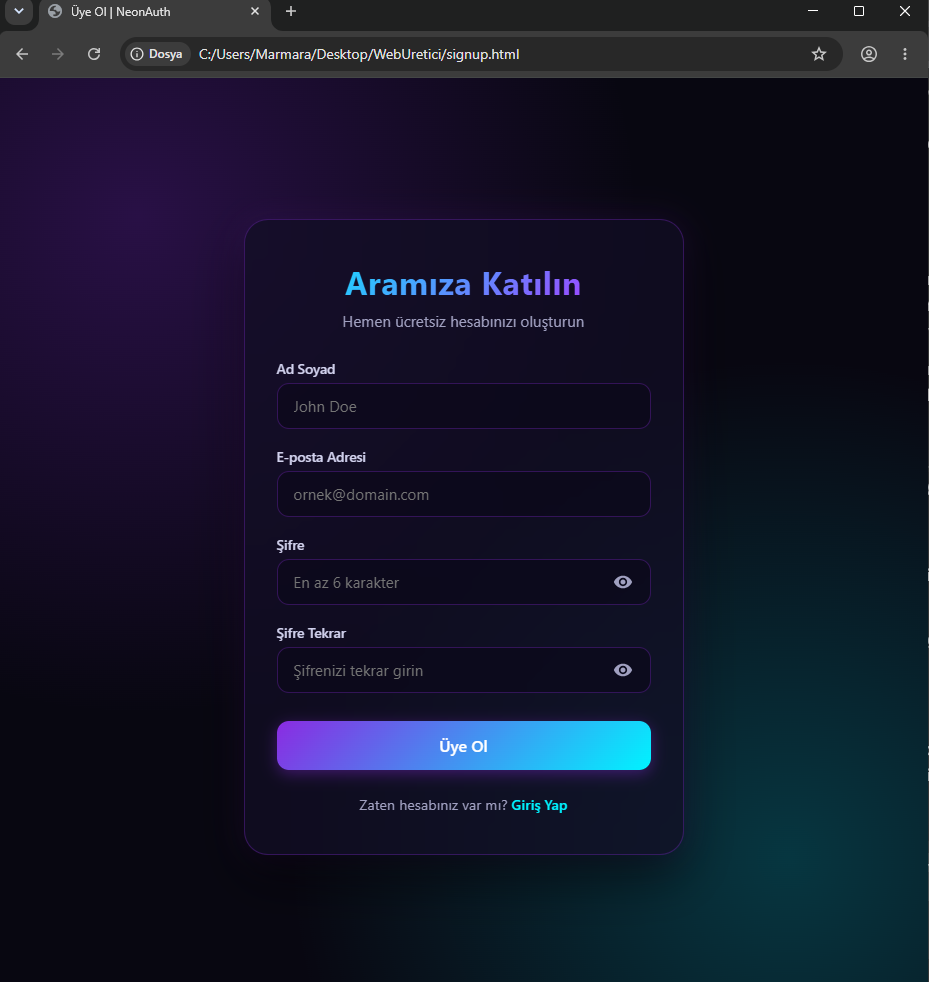 Üye Ol | NeonAuth
Dosya
C:/Users/Marmara/Desktop/WebUretici/signup.html
Aramıza Katılın
Hemen ücretsiz hesabınızı oluşturun
Ad Soyad
John Doe
E-posta Adresi
ornek@domain.com
Şifre
En az 6 karakter
Şifre Tekrar
Şifrenizi tekrar girin
Üye Ol
Zaten hesabınız var mı? Giriş Yap